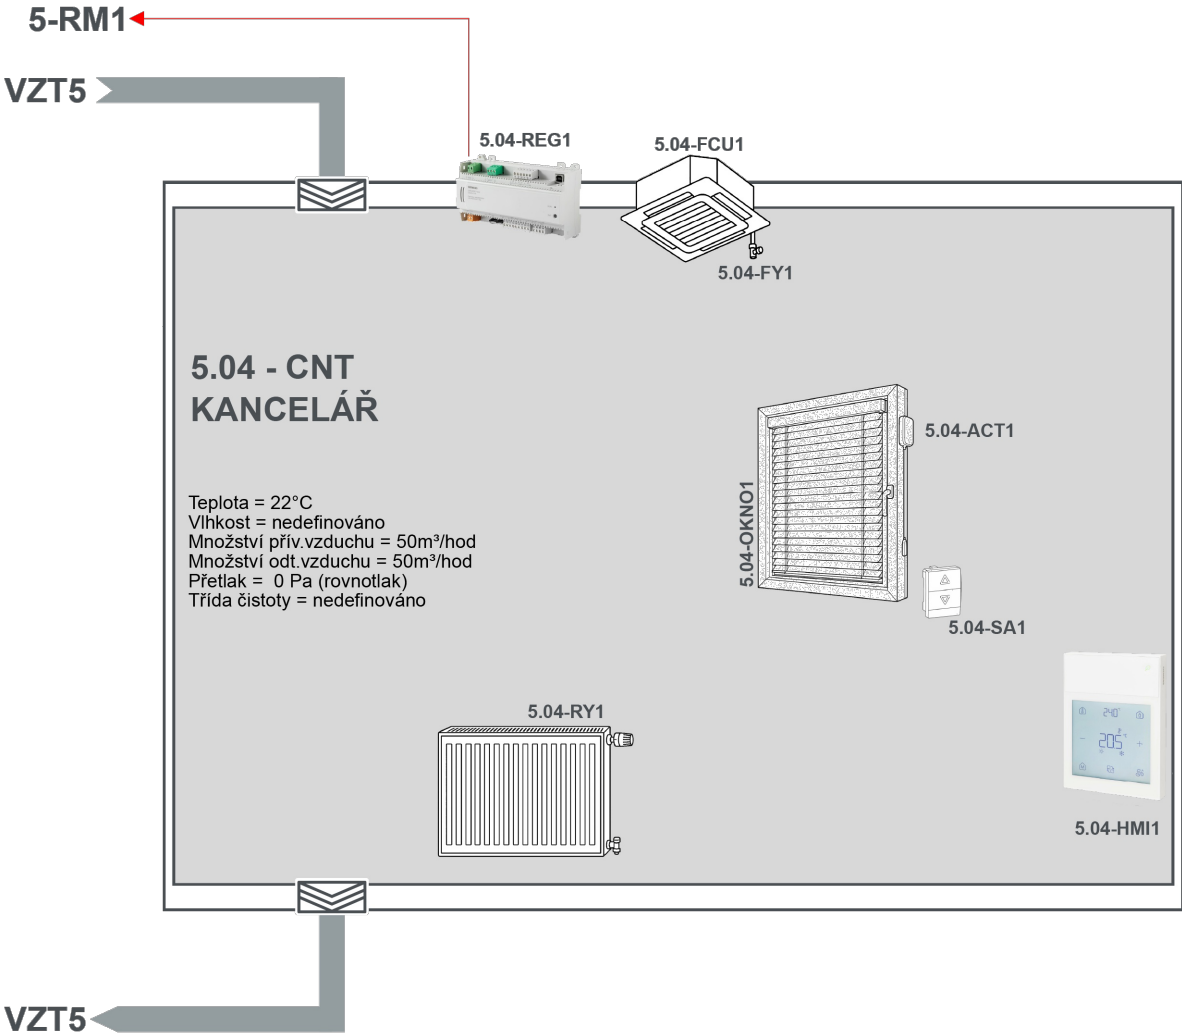 5-RM1
VZT5
5.04-REG1
5.04-FCU1
5.04-FY1
5.04 - CNT
KANCELÁŘ
5.04-ACT1
5.04-OKNO1
Teplota = 22°C
Vlhkost = nedefinováno
Množství přív.vzduchu = 50m³/hod
Množství odt.vzduchu = 50m³/hod
Přetlak =  0 Pa (rovnotlak)
Třída čistoty = nedefinováno
5.04-SA1
5.04-RY1
240
205
5.04-HMI1
VZT5